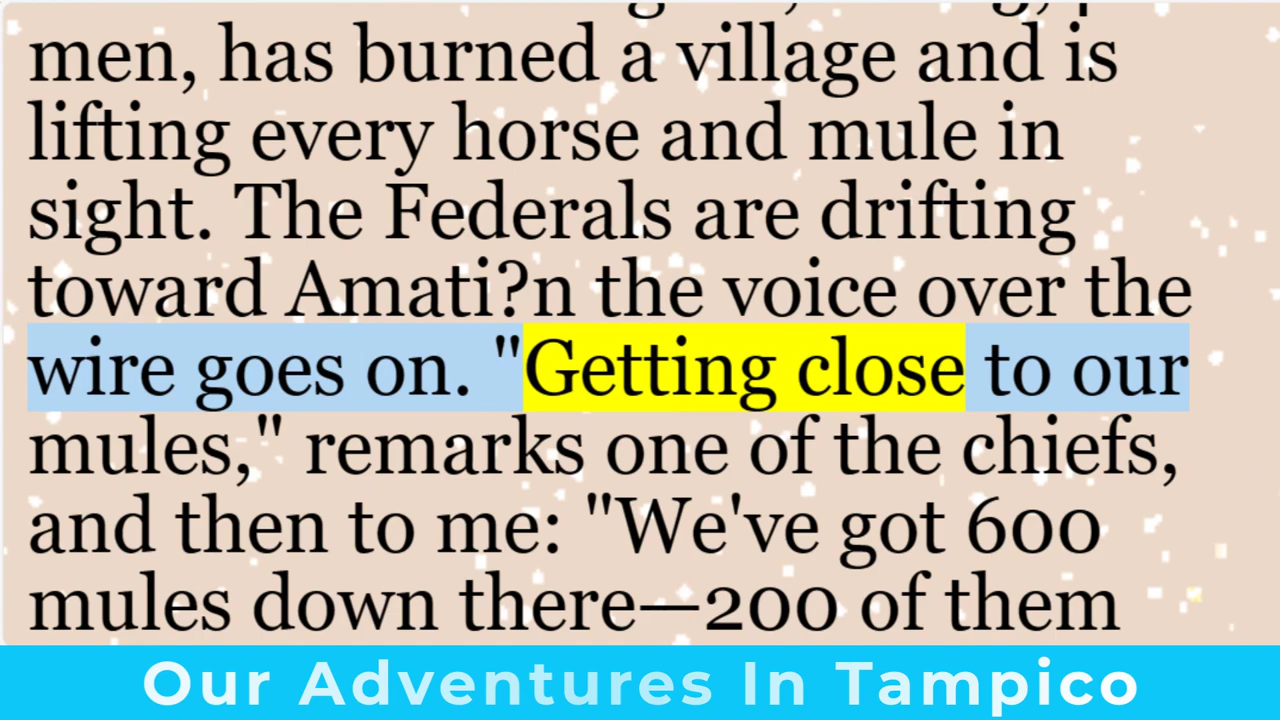 men, has burned a village and is
lifting every horse and mule in
sight. The Federals are drifting
toward Amati?n the voice over the
wire goes on. "Getting close to our
mules," remarks one of the chiefs,
and then to me: "We've got 600
mules down there—200 of them
Our Adventures In Tampico